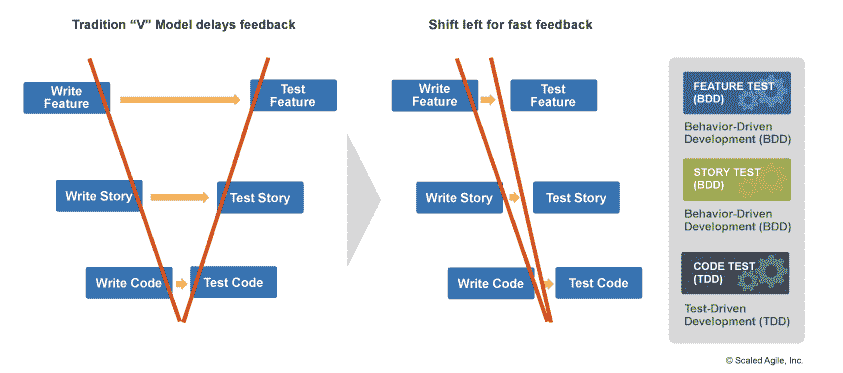 Tradition “V” Model delays feedback
Shift left for fast feedback
Write
Feature
Test
Feature
Write
Feature
Test
Feature
FEATURE TEST
(BDD)
Behavior-Driven
Development (BDD)
Write Story
Test Story
Write Story
Test Story
STORY TEST
(BDD)
Behavior-Driven
Development (BDD)
Write Code
Test Code
Write Code
Test Code
CODE TEST
(TDD)
Test-Driven
Development (TDD)
© Scaled Agile, Inc.